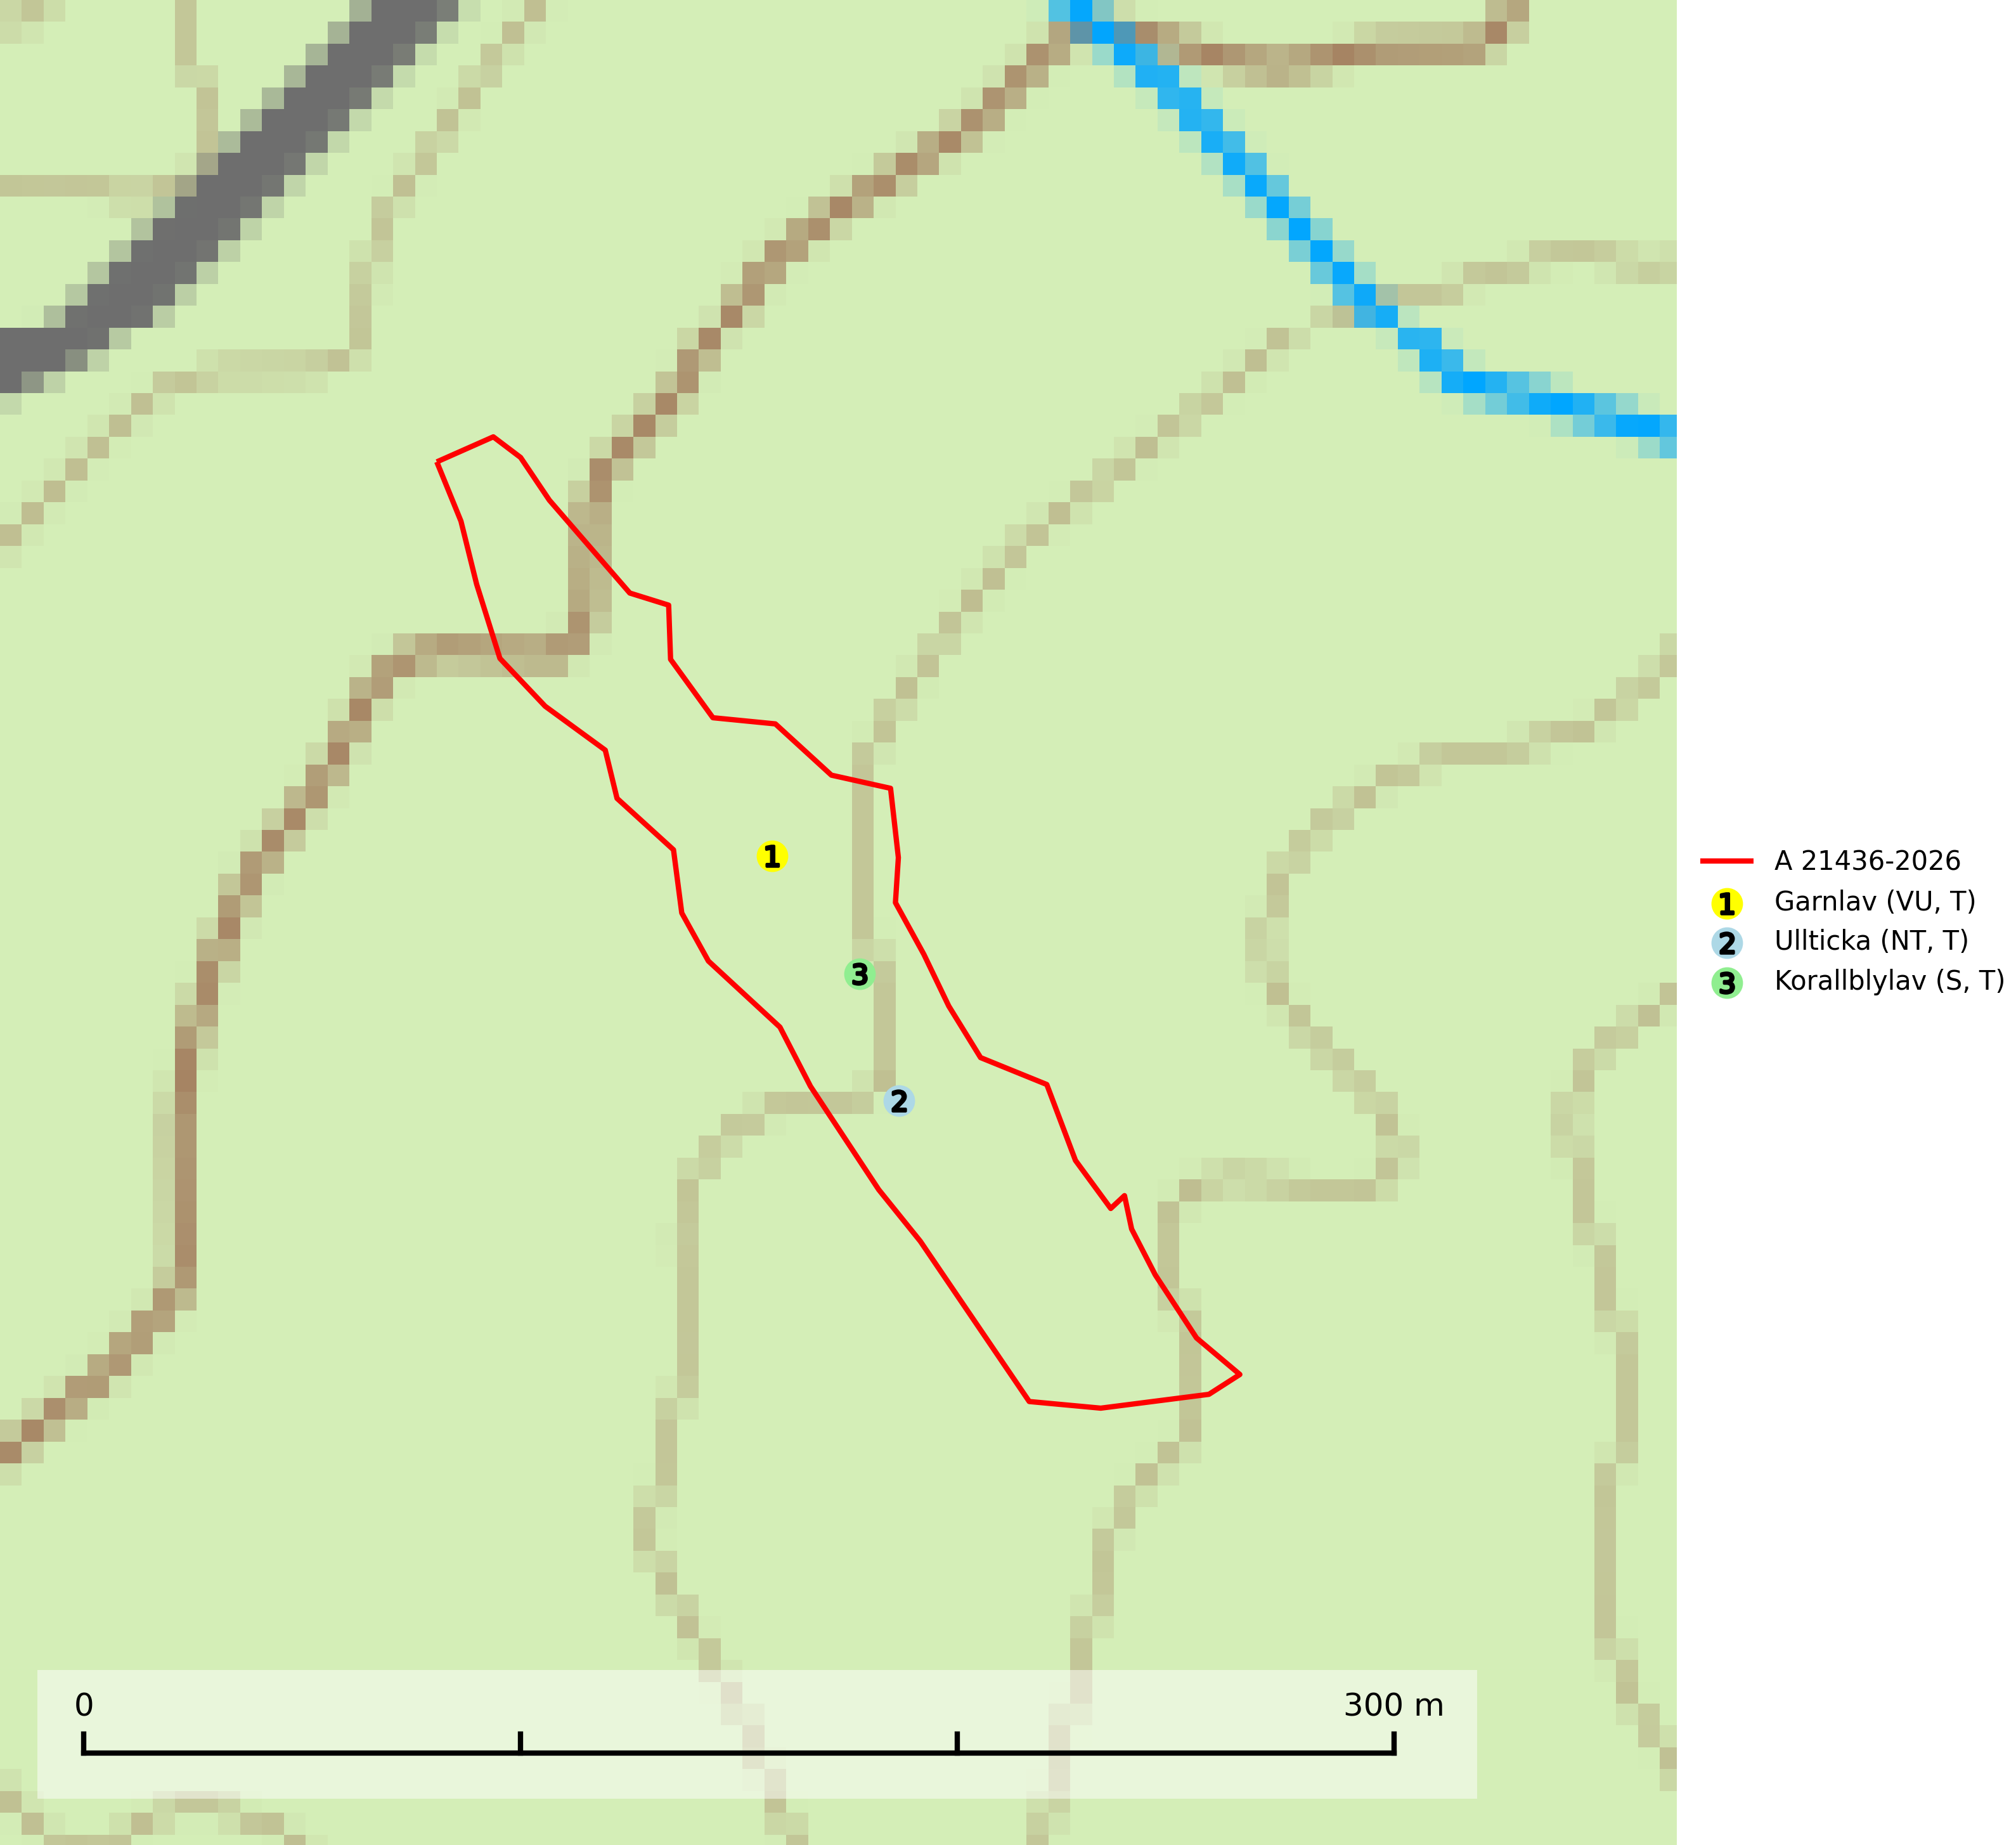 1
3
2
A 21436-2026
1 Garnlav (VU, T)
2 Ullticka (NT, T)
3 Korallblylav (S, T)
0 300 m